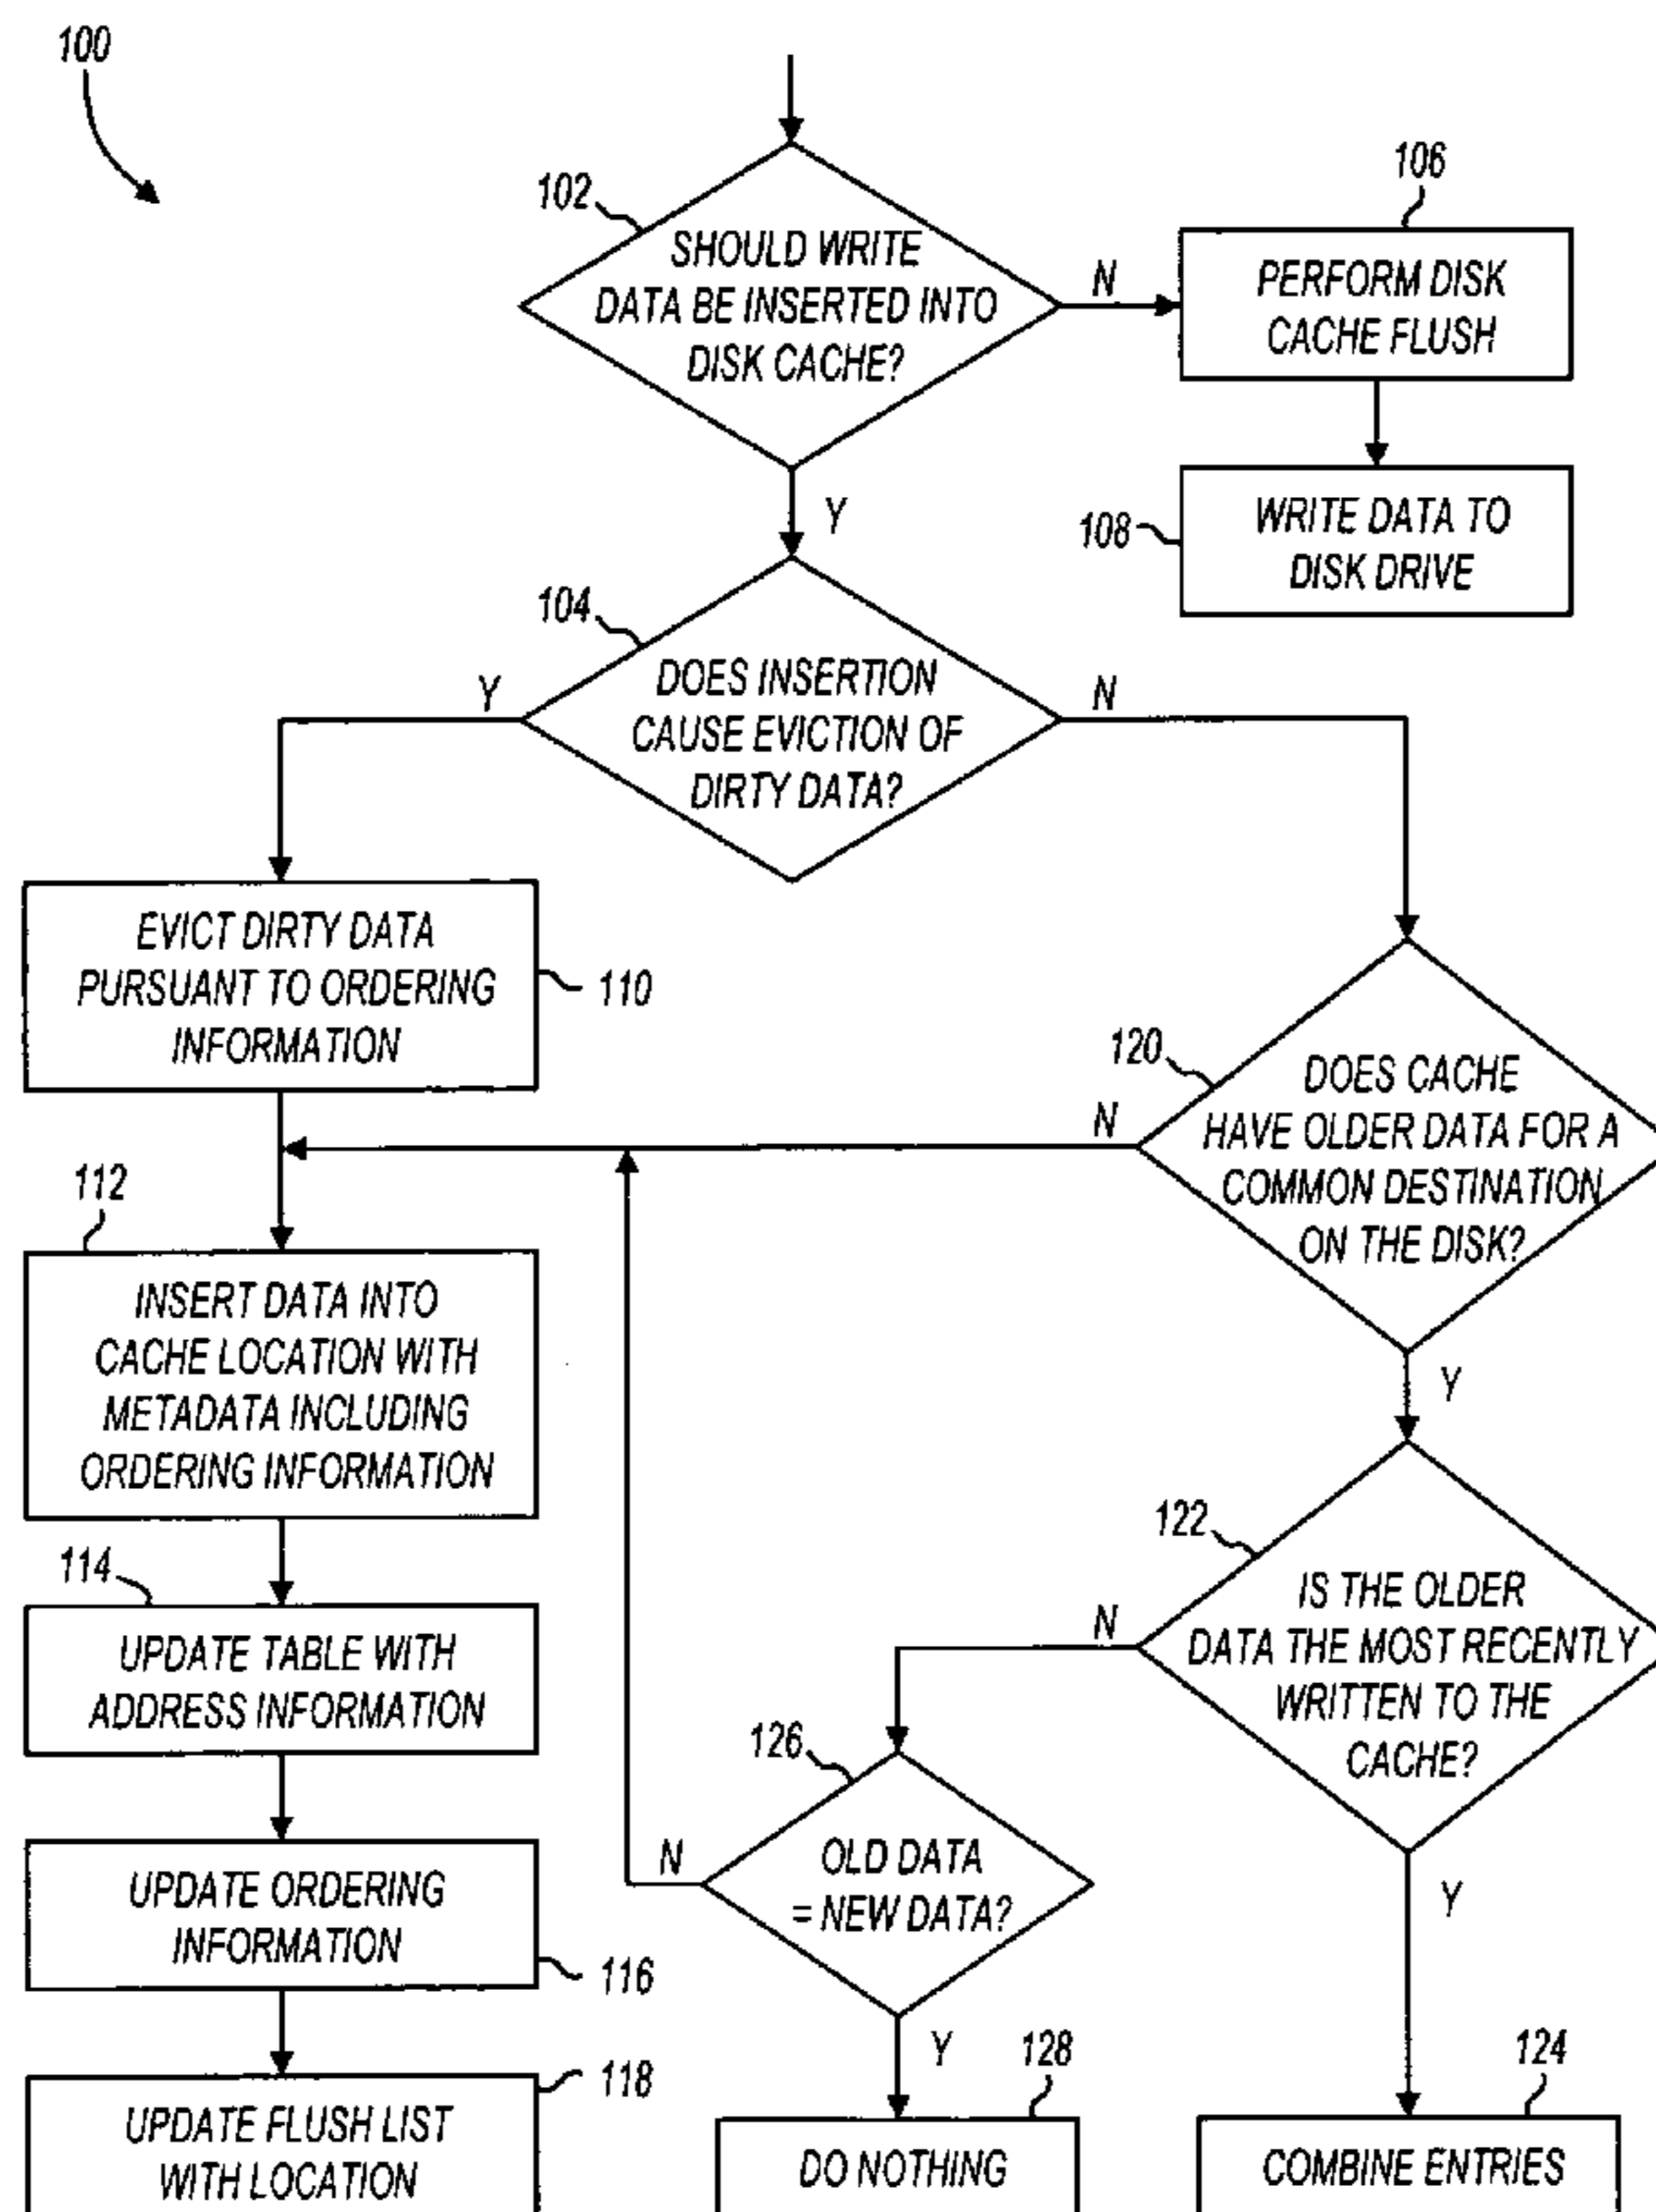 100
102
SHOULD WRITE
DATA BE INSERTED INTO
DISK CACHE?
N
106
PERFORM DISK
CACHE FLUSH
Y
108
WRITE DATA TO
DISK DRIVE
104
DOES INSERTION
CAUSE EVICTION OF
DIRTY DATA?
Y
N
EVICT DIRTY DATA
PURSUANT TO ORDERING
INFORMATION
110
120
DOES CACHE
HAVE OLDER DATA FOR A
COMMON DESTINATION
ON THE DISK?
N
Y
112
INSERT DATA INTO
CACHE LOCATION WITH
METADATA INCLUDING
ORDERING INFORMATION
122
IS THE OLDER
DATA THE MOST RECENTLY
WRITTEN TO THE
CACHE?
N
Y
114
UPDATE TABLE WITH
ADDRESS INFORMATION
126
OLD DATA
= NEW DATA?
N
Y
UPDATE ORDERING
INFORMATION
116
118
UPDATE FLUSH LIST
WITH LOCATION
128
DO NOTHING
124
COMBINE ENTRIES